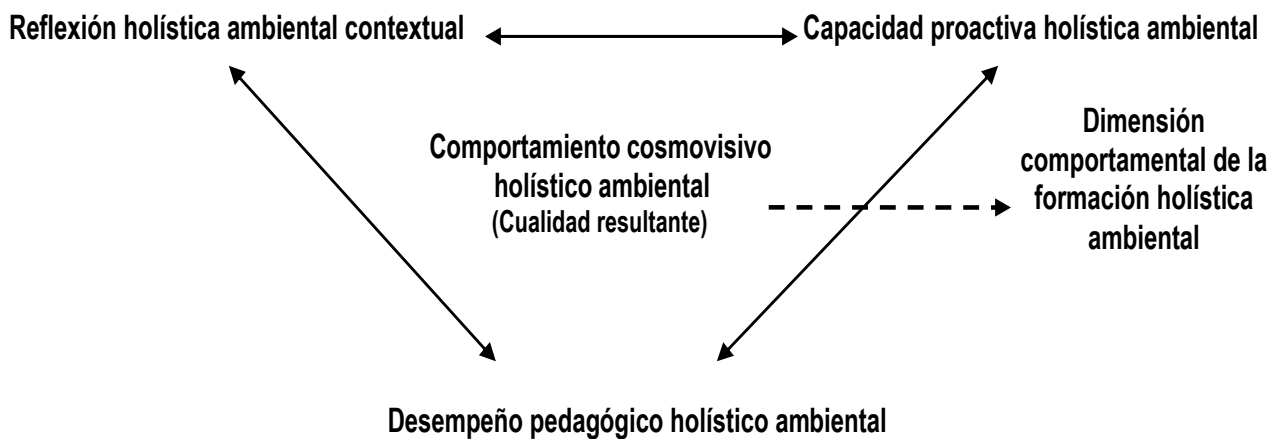 Reflexión holística ambiental contextual
Capacidad proactiva holística ambiental
Comportamiento cosmovisivo
holístico ambiental
(Cualidad resultante)
Dimensión
comportamental de la
formación holística
ambiental
Desempeño pedagógico holístico ambiental